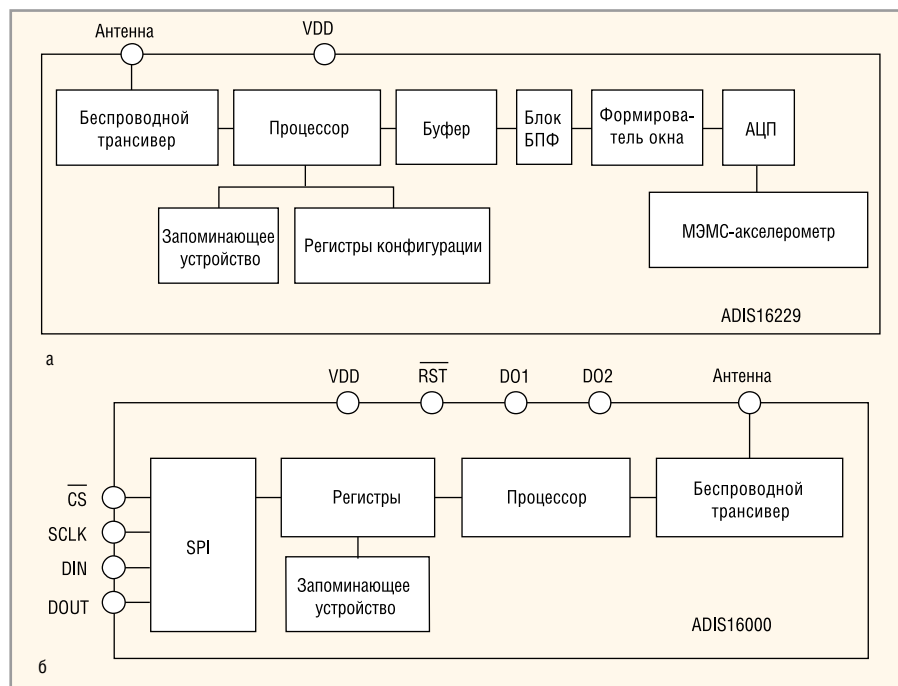 Антенна
VDD
Беспроводной
трансивер
Процессор
Буфер
Блок
БПФ
Формирова-
тель окна
АЦП
Запоминающее
устройство
Регистры конфигурации
МЭМС-акселерометр
ADIS16229
а
VDD
RST
DO1
DO2
Антенна
CS
SCLK
DIN
DOUT
SPI
Регистры
Процессор
Беспроводной
трансивер
Запоминающее
устройство
ADIS16000
б